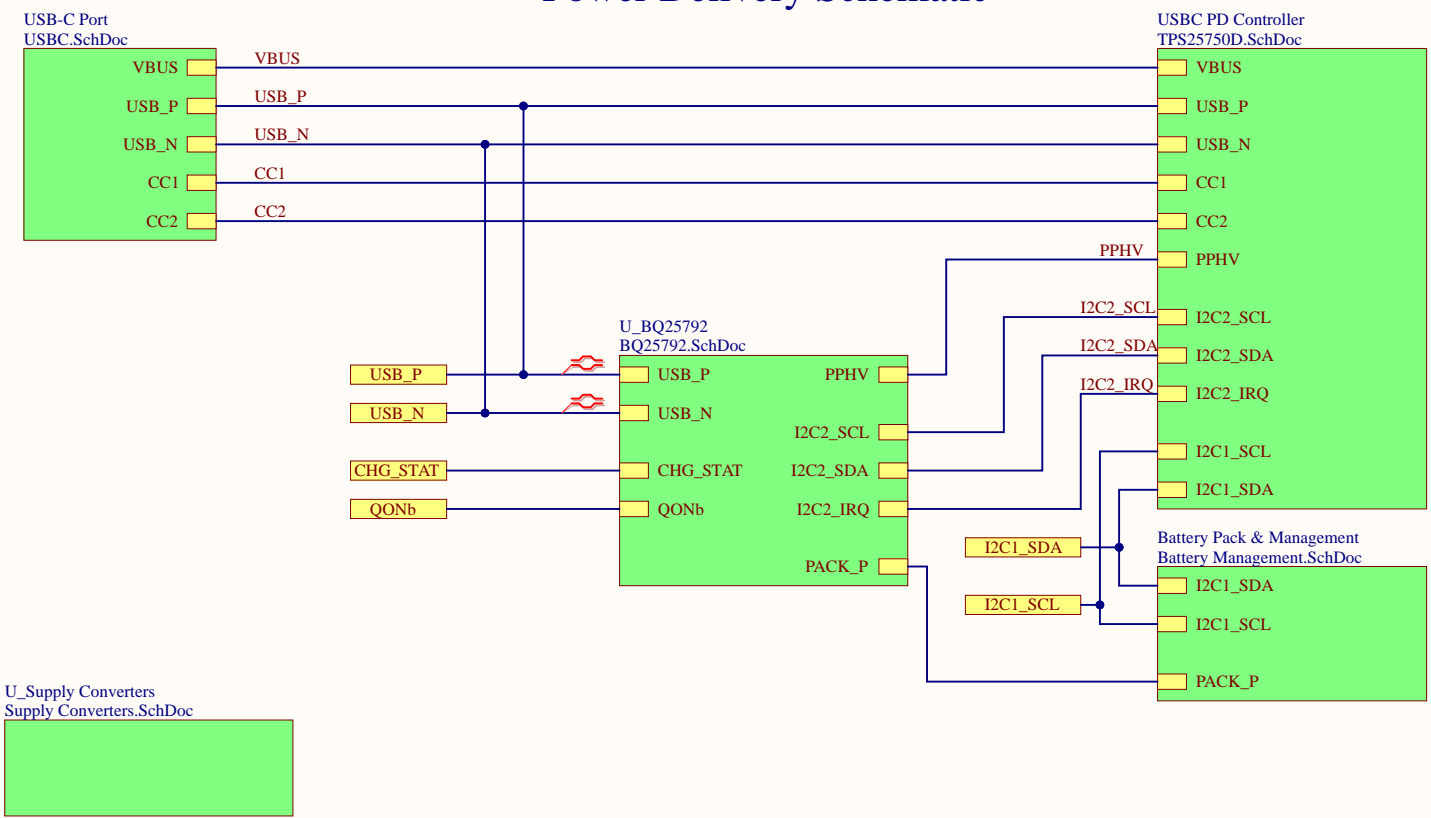 Power Delivery Schematic
USB-C Port
USBC.SchDoc
USBC PD Controller
TPS25750D.SchDoc
VBUS
VBUS
VBUS
USB_P
USB_P
USB_P
USB_N
USB_N
USB_N
CC1
CC1
CC1
CC2
CC2
CC2
PPHV
PPHV
I2C2_SCL
I2C2_SCL
I2C2_SDA
I2C2_SDA
I2C2_IRQ
I2C2_IRQ
I2C1_SCL
I2C1_SDA
U_BQ25792
BQ25792.SchDoc
USB_P
USB_P
PPHV
USB_N
USB_N
I2C2_SCL
CHG_STAT
CHG_STAT
I2C2_SDA
QONb
QONb
I2C2_IRQ
PACK_P
I2C1_SDA
I2C1_SCL
Battery Pack & Management
Battery Management.SchDoc
I2C1_SDA
I2C1_SCL
PACK_P
U_Supply Converters
Supply Converters.SchDoc